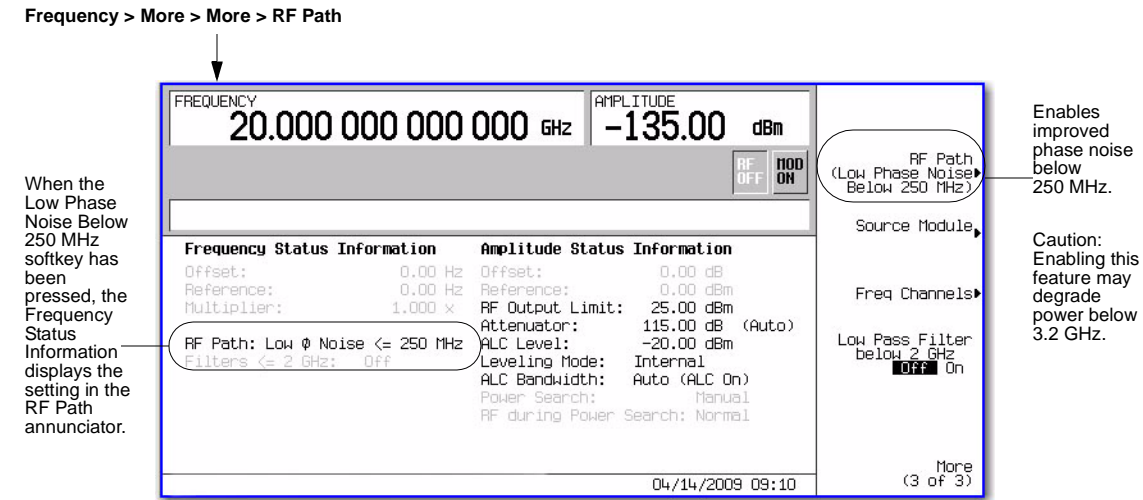 Frequency > More > More > RF Path
FREQUENCY
20.000 000 000 000 GHz
AMPLITUDE
-135.00 dBm
RF
OFF
MOD
ON
When the
Low Phase
Noise Below
250 MHz
softkey has
been
pressed, the
Frequency
Status
Information
displays the
setting in the
RF Path
annunciator.
Frequency Status Information
Offset: 0.00 Hz
Reference: 0.00 Hz
Multiplier: 1.000 x
RF Path: Low Φ Noise <= 250 MHz
Filters <= 2 GHz: Off
Amplitude Status Information
Offset: 0.00 dB
Reference: 0.00 dBm
RF Output Limit: 25.00 dBm
Attenuator: 115.00 dB (Auto)
ALC Level: -20.00 dBm
Leveling Mode: Internal
ALC Bandwidth: Auto (ALC On)
Power Search: Manual
RF during Power Search: Normal
04/14/2009 09:10
RF Path
(Low Phase Noise
Below 250 MHz)
Source Module
Freq Channels
Low Pass Filter
below 2 GHz
Off On
More
(3 of 3)
Enables
improved
phase noise
below
250 MHz.
Caution:
Enabling this
feature may
degrade
power below
3.2 GHz.